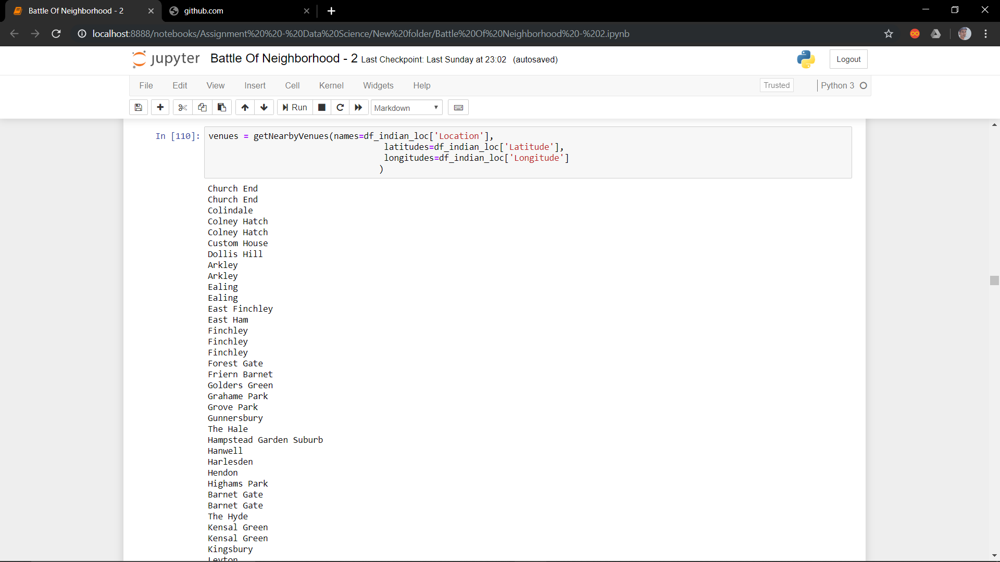 Battle Of Neighborhood - 2
github.com
localhost:8888/notebooks/Assignment%20%20-%20Data%20Science/New%20folder/Battle%20Of%20Neighborhood%20-%202.ipynb
jupyter Battle Of Neighborhood - 2 Last Checkpoint: Last Sunday at 23:02 (autosaved) Logout
File Edit View Insert Cell Kernel Widgets Help Trusted Python 3
Run Markdown
In [110]: venues = getNearbyVenues(names=df_indian_loc['Location'],
latitudes=df_indian_loc['Latitude'],
longitudes=df_indian_loc['Longitude']
)
Church End
Church End
Colindale
Colney Hatch
Colney Hatch
Custom House
Dollis Hill
Arkley
Arkley
Ealing
Ealing
East Finchley
East Ham
Finchley
Finchley
Finchley
Forest Gate
Friern Barnet
Golders Green
Grahame Park
Grove Park
Gunnersbury
The Hale
Hampstead Garden Suburb
Hanwell
Harlesden
Hendon
Highams Park
Barnet Gate
Barnet Gate
The Hyde
Kensal Green
Kensal Green
Kingsbury
Leyton